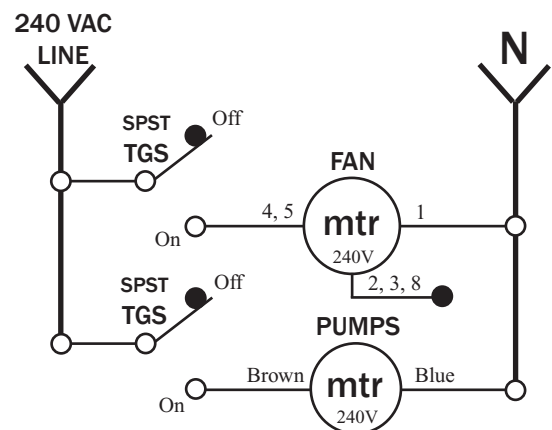 240 VAC
LINE
N
SPST
TGS
Off
FAN
On
4, 5
mtr
240V
1
2, 3, 8
SPST
TGS
Off
PUMPS
On
Brown
mtr
240V
Blue